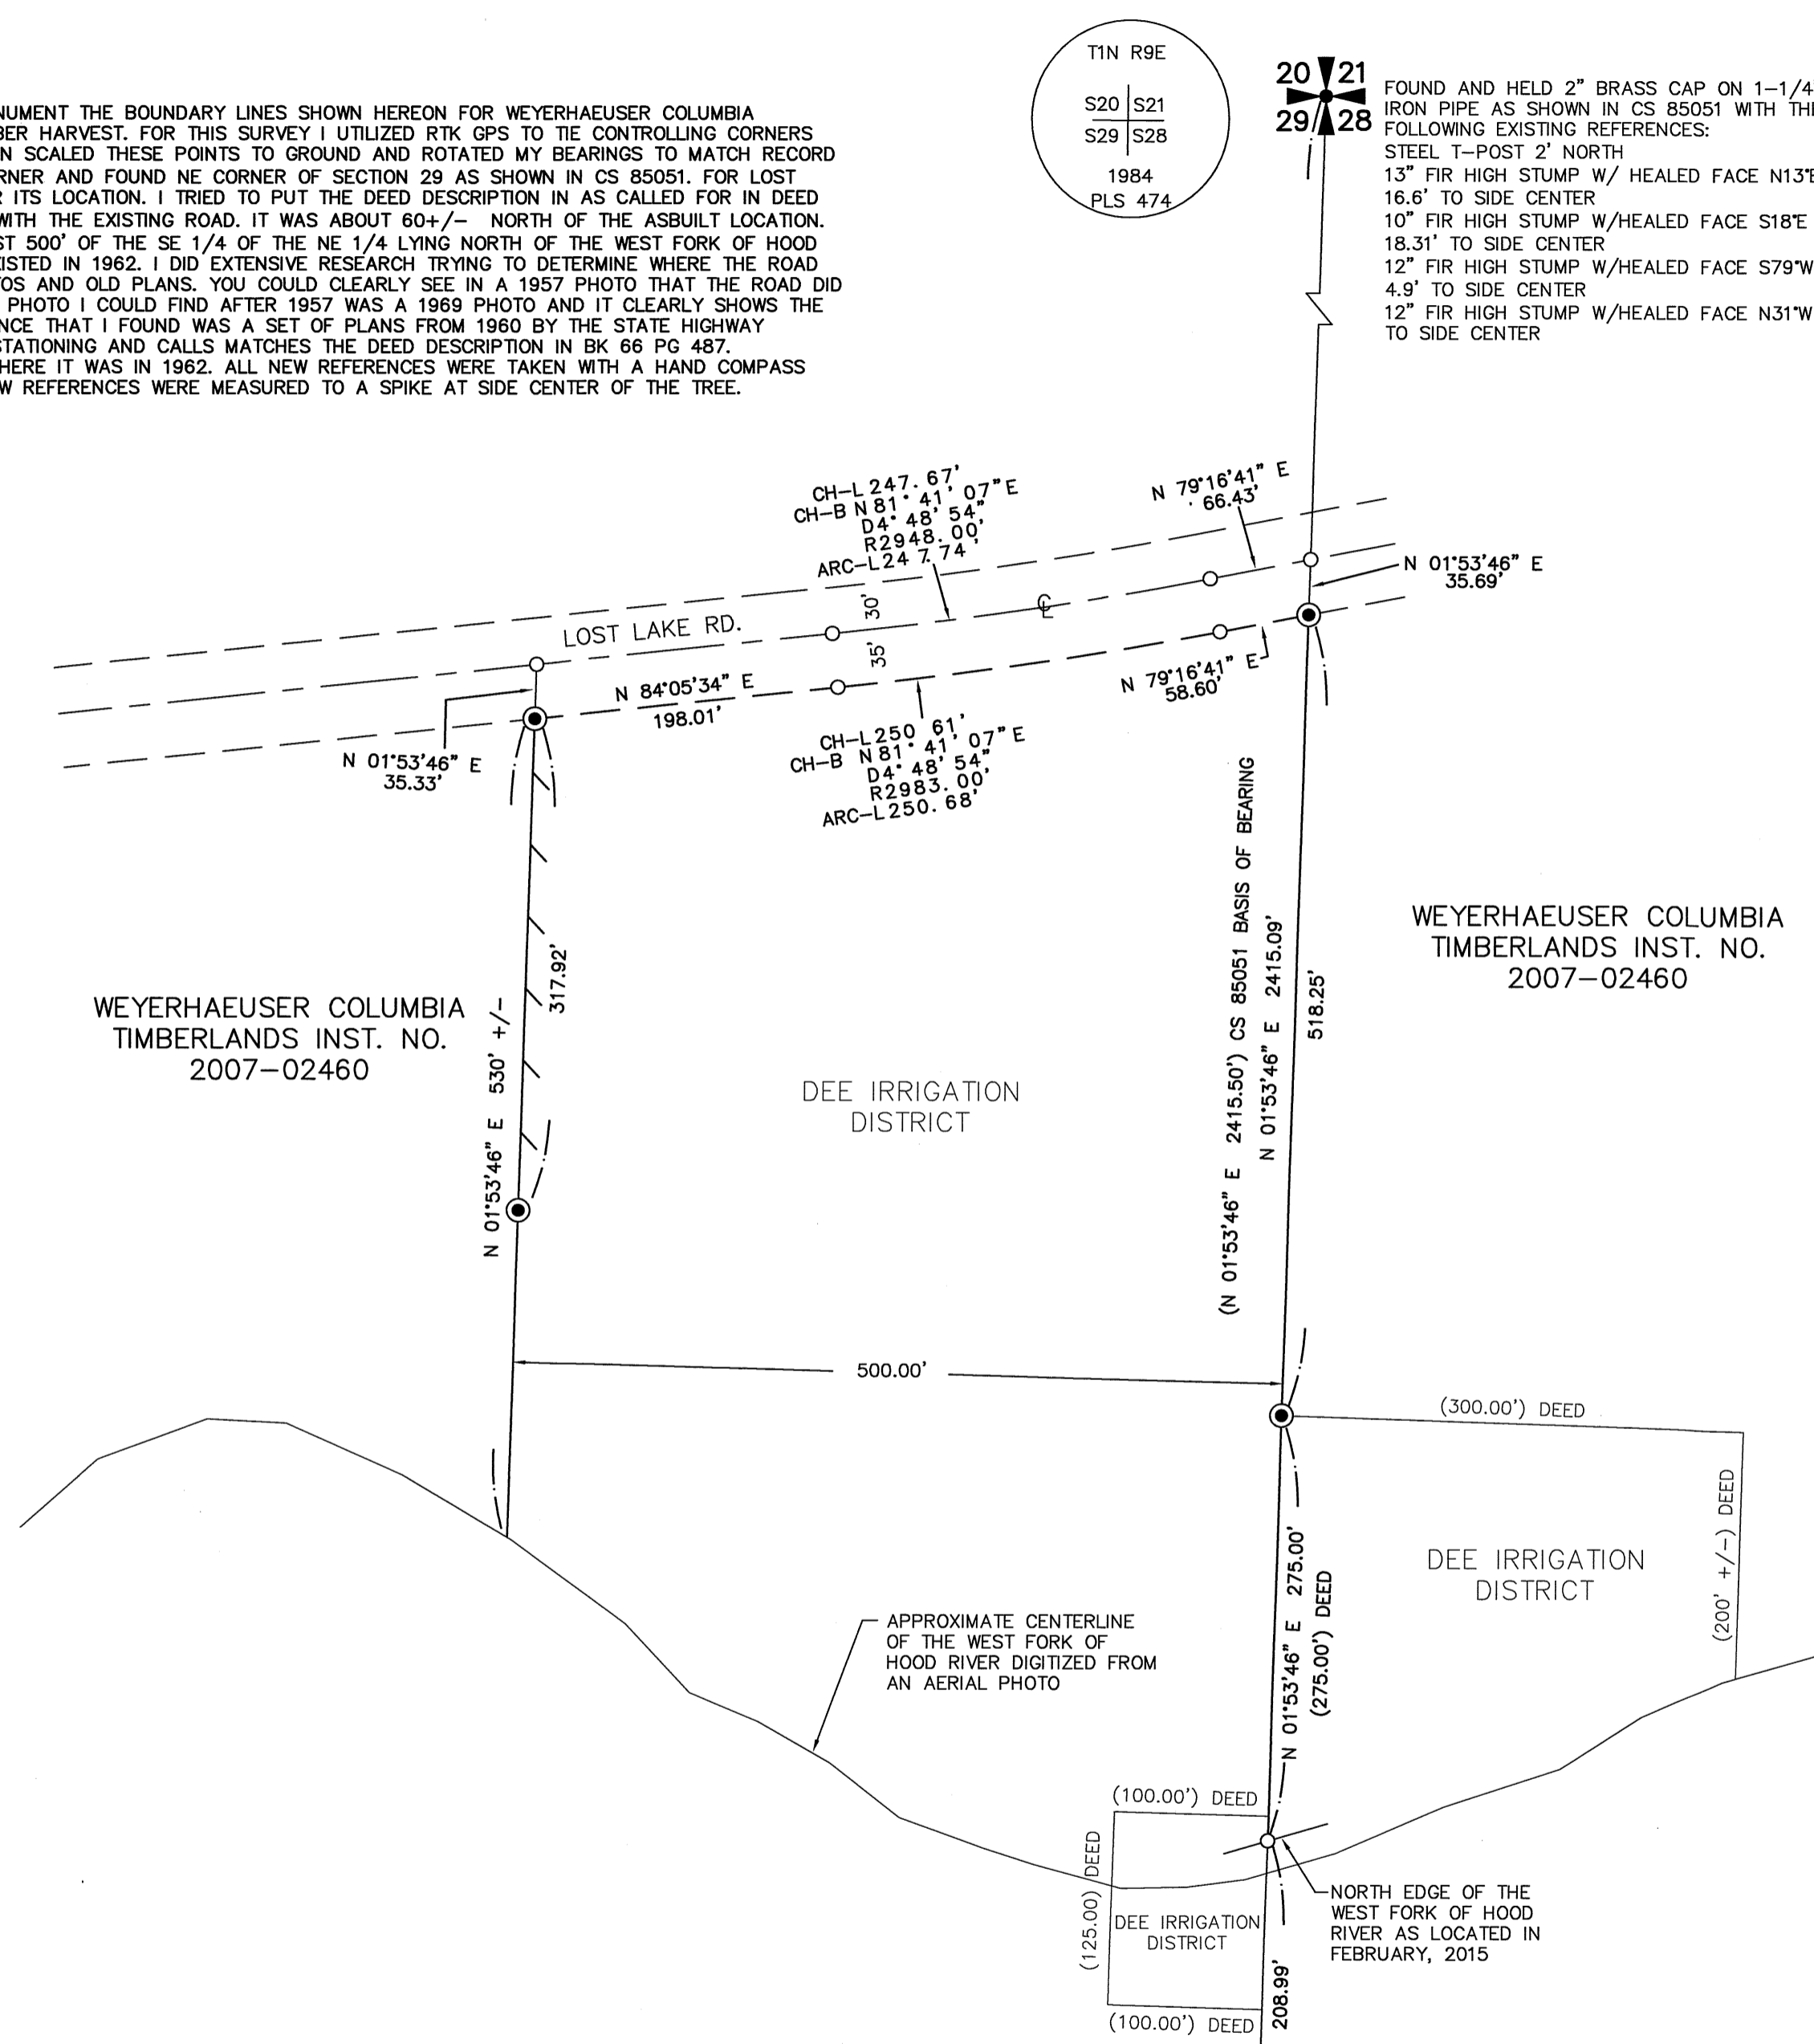 NUMENT THE BOUNDARY LINES SHOWN HEREON FOR WEYERHAEUSER COLUMBIA
BER HARVEST. FOR THIS SURVEY I UTILIZED RTK GPS TO TIE CONTROLLING CORNERS
N SCALED THESE POINTS TO GROUND AND ROTATED MY BEARINGS TO MATCH RECORD
RNER AND FOUND NE CORNER OF SECTION 29 AS SHOWN IN CS 85051. FOR LOST
ITS LOCATION. I TRIED TO PUT THE DEED DESCRIPTION IN AS CALLED FOR IN DEED
WITH THE EXISTING ROAD. IT WAS ABOUT 60+/- NORTH OF THE ASBUILT LOCATION.
ST 500' OF THE SE 1/4 OF THE NE 1/4 LYING NORTH OF THE WEST FORK OF HOOD
ISTED IN 1962. I DID EXTENSIVE RESEARCH TRYING TO DETERMINE WHERE THE ROAD
OS AND OLD PLANS. YOU COULD CLEARLY SEE IN A 1957 PHOTO THAT THE ROAD DID
PHOTO I COULD FIND AFTER 1957 WAS A 1969 PHOTO AND IT CLEARLY SHOWS THE
NCE THAT I FOUND WAS A SET OF PLANS FROM 1960 BY THE STATE HIGHWAY
STATIONING AND CALLS MATCHES THE DEED DESCRIPTION IN BK 66 PG 487.
HERE IT WAS IN 1962. ALL NEW REFERENCES WERE TAKEN WITH A HAND COMPASS
W REFERENCES WERE MEASURED TO A SPIKE AT SIDE CENTER OF THE TREE.
T1N R9E
S20 S21
S29 S28
1984
PLS 474
20 21
29 28
FOUND AND HELD 2" BRASS CAP ON 1-1/4
IRON PIPE AS SHOWN IN CS 85051 WITH TH
FOLLOWING EXISTING REFERENCES:
STEEL T-POST 2' NORTH
13" FIR HIGH STUMP W/ HEALED FACE N13°E
16.6' TO SIDE CENTER
10" FIR HIGH STUMP W/HEALED FACE S18°E
18.31' TO SIDE CENTER
12" FIR HIGH STUMP W/HEALED FACE S79°W
4.9' TO SIDE CENTER
12" FIR HIGH STUMP W/HEALED FACE N31°W
TO SIDE CENTER
CH-L 247.67'
CH-B N 81°41'07" E
D4°48'54"
R2948.00'
ARC-L 247.74'
N 79°16'41" E
66.43'
N 01°53'46" E
35.69'
LOST LAKE RD.
30'
35'
CL
N 84°05'34" E
198.01'
N 79°16'41" E
58.60'
N 01°53'46" E
35.33'
CH-L 250 61'
CH-B N 81°41'07" E
D4°48'54"
R2983.00'
ARC-L 250.68'
WEYERHAEUSER COLUMBIA
TIMBERLANDS INST. NO.
2007-02460
N 01°53'46" E 530' +/-
317.92'
DEE IRRIGATION
DISTRICT
(N 01°53'46" E 2415.50') CS 85051 BASIS OF BEARING
N 01°53'46" E 2415.09'
518.25'
WEYERHAEUSER COLUMBIA
TIMBERLANDS INST. NO.
2007-02460
500.00'
(300.00') DEED
(200' +/-) DEED
DEE IRRIGATION
DISTRICT
N 01°53'46" E 275.00'
(275.00') DEED
APPROXIMATE CENTERLINE
OF THE WEST FORK OF
HOOD RIVER DIGITIZED FROM
AN AERIAL PHOTO
(100.00') DEED
(125.00) DEED
DEE IRRIGATION
DISTRICT
(100.00') DEED
208.99'
NORTH EDGE OF THE
WEST FORK OF HOOD
RIVER AS LOCATED IN
FEBRUARY, 2015